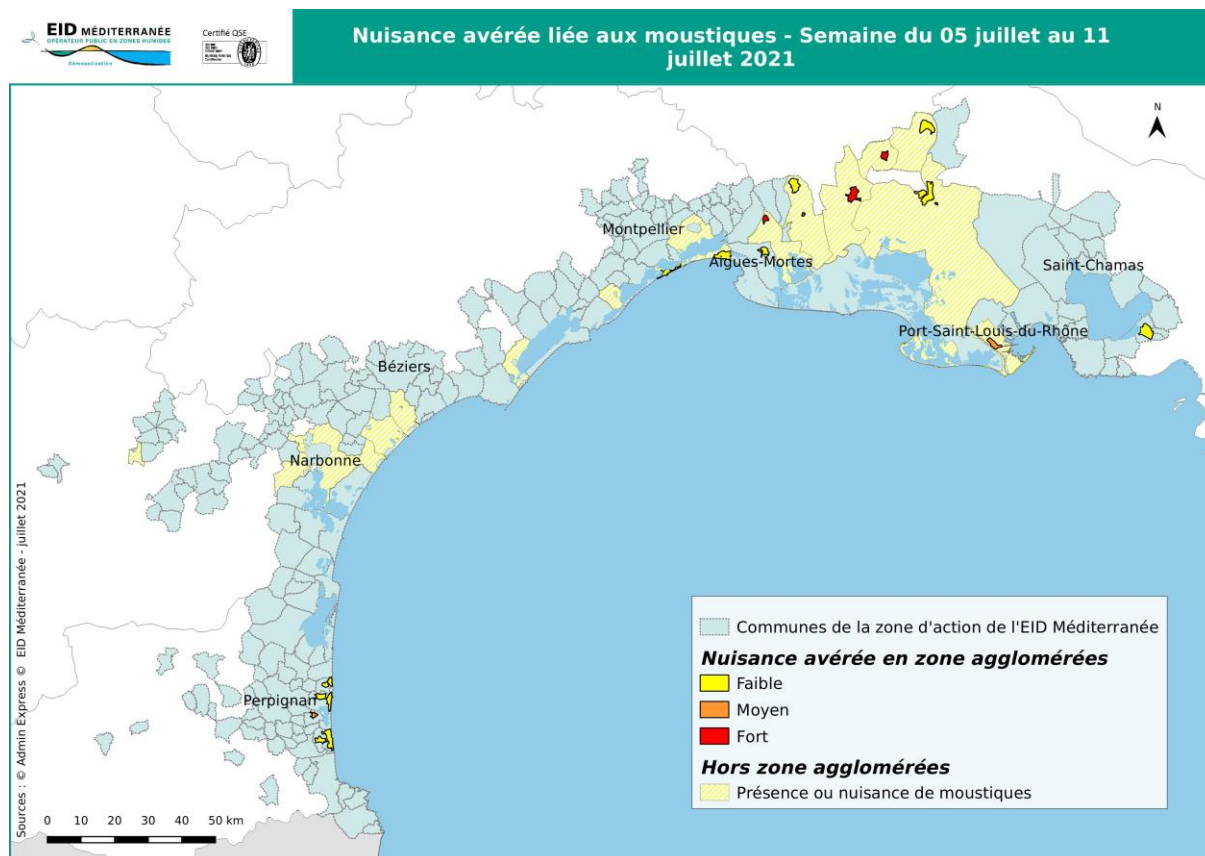 EID MÉDITERRANÉE
OPÉRATEUR PUBLIC EN ZONES HUMIDES
Démoustication
Certifié QSE
Nuisance avérée liée aux moustiques - Semaine du 05 juillet au 11
juillet 2021
N
Montpellier
Aigues-Mortes
Saint-Chamas
Port-Saint-Louis-du-Rhône
Béziers
Narbonne
Perpignan
Communes de la zone d'action de l'EID Méditerranée
Nuisance avérée en zone agglomérées
Faible
Moyen
Fort
Hors zone agglomérées
Présence ou nuisance de moustiques
0 10 20 30 40 50 km
Sources : © Admin Express © EID Méditerranée - juillet 2021